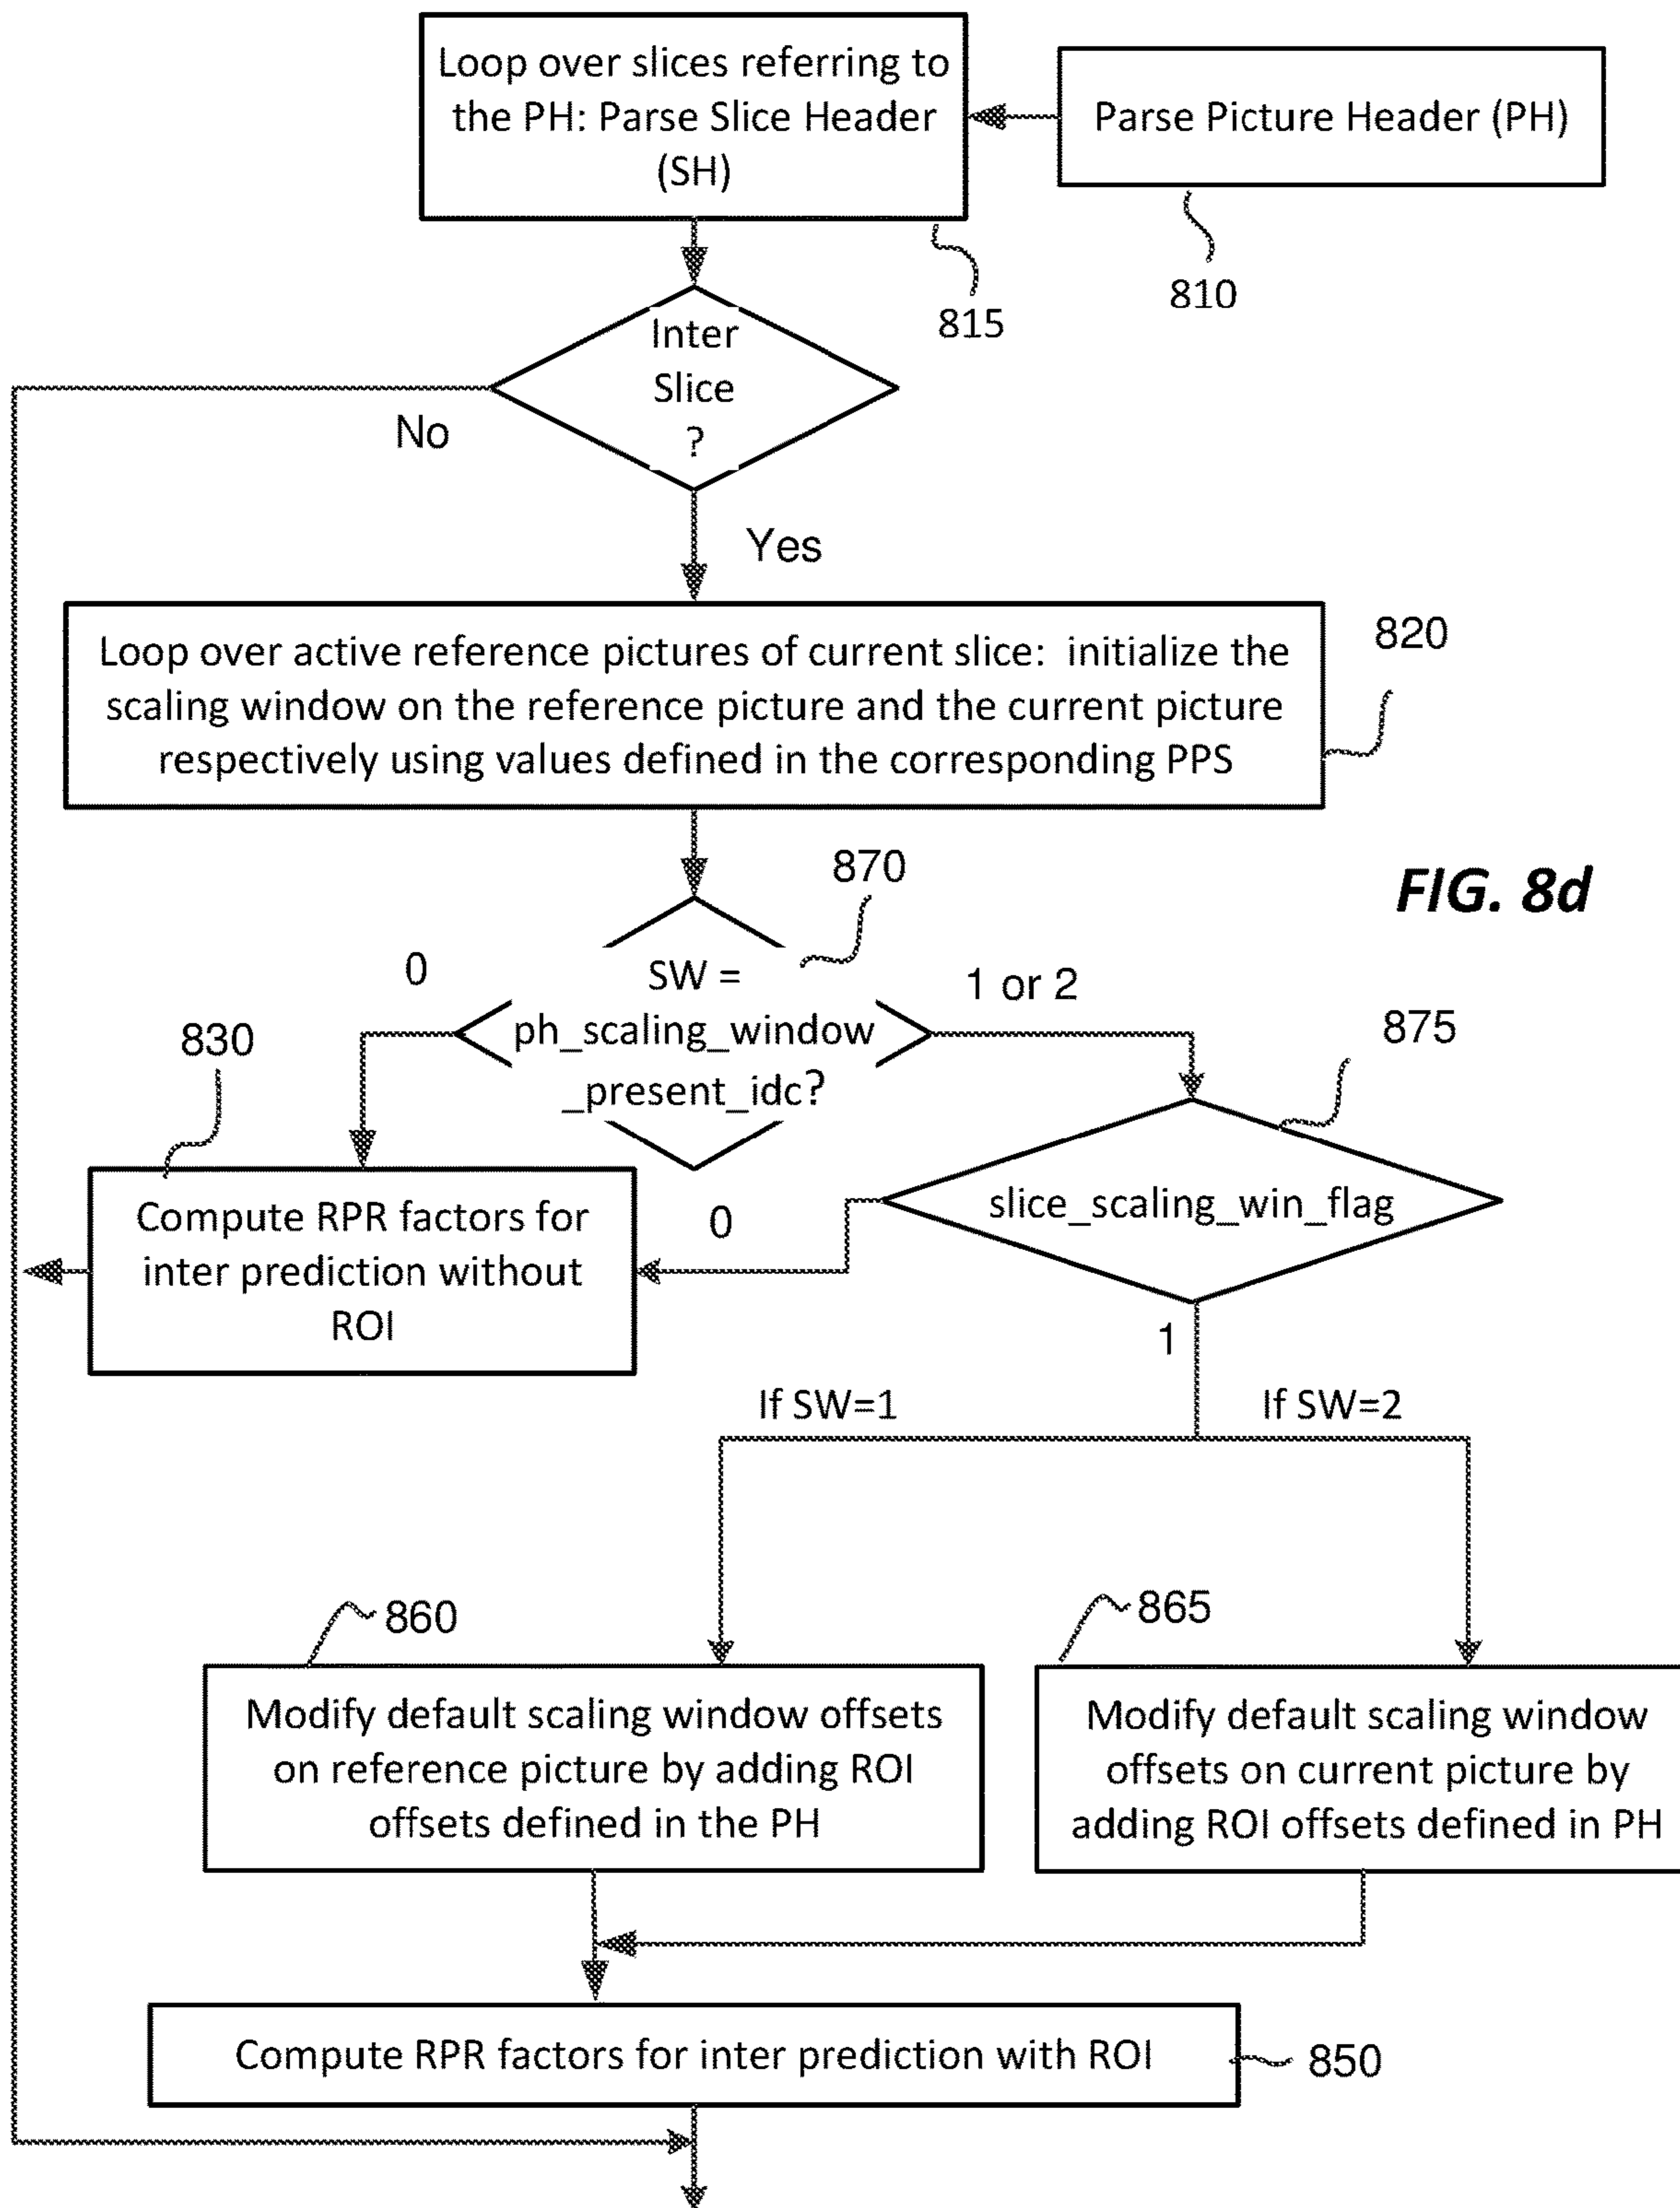 Loop over slices referring to
the PH: Parse Slice Header
(SH)
Parse Picture Header (PH)
810
815
Inter
Slice
?
No
Yes
820
Loop over active reference pictures of current slice: initialize the
scaling window on the reference picture and the current picture
respectively using values defined in the corresponding PPS
870
FIG. 8d
0
SW =
ph_scaling_window
_present_idc?
1 or 2
830
875
Compute RPR factors for
inter prediction without
ROI
0
slice_scaling_win_flag
1
If SW=1
If SW=2
860
865
Modify default scaling window offsets
on reference picture by adding ROI
offsets defined in the PH
Modify default scaling window
offsets on current picture by
adding ROI offsets defined in PH
Compute RPR factors for inter prediction with ROI
850